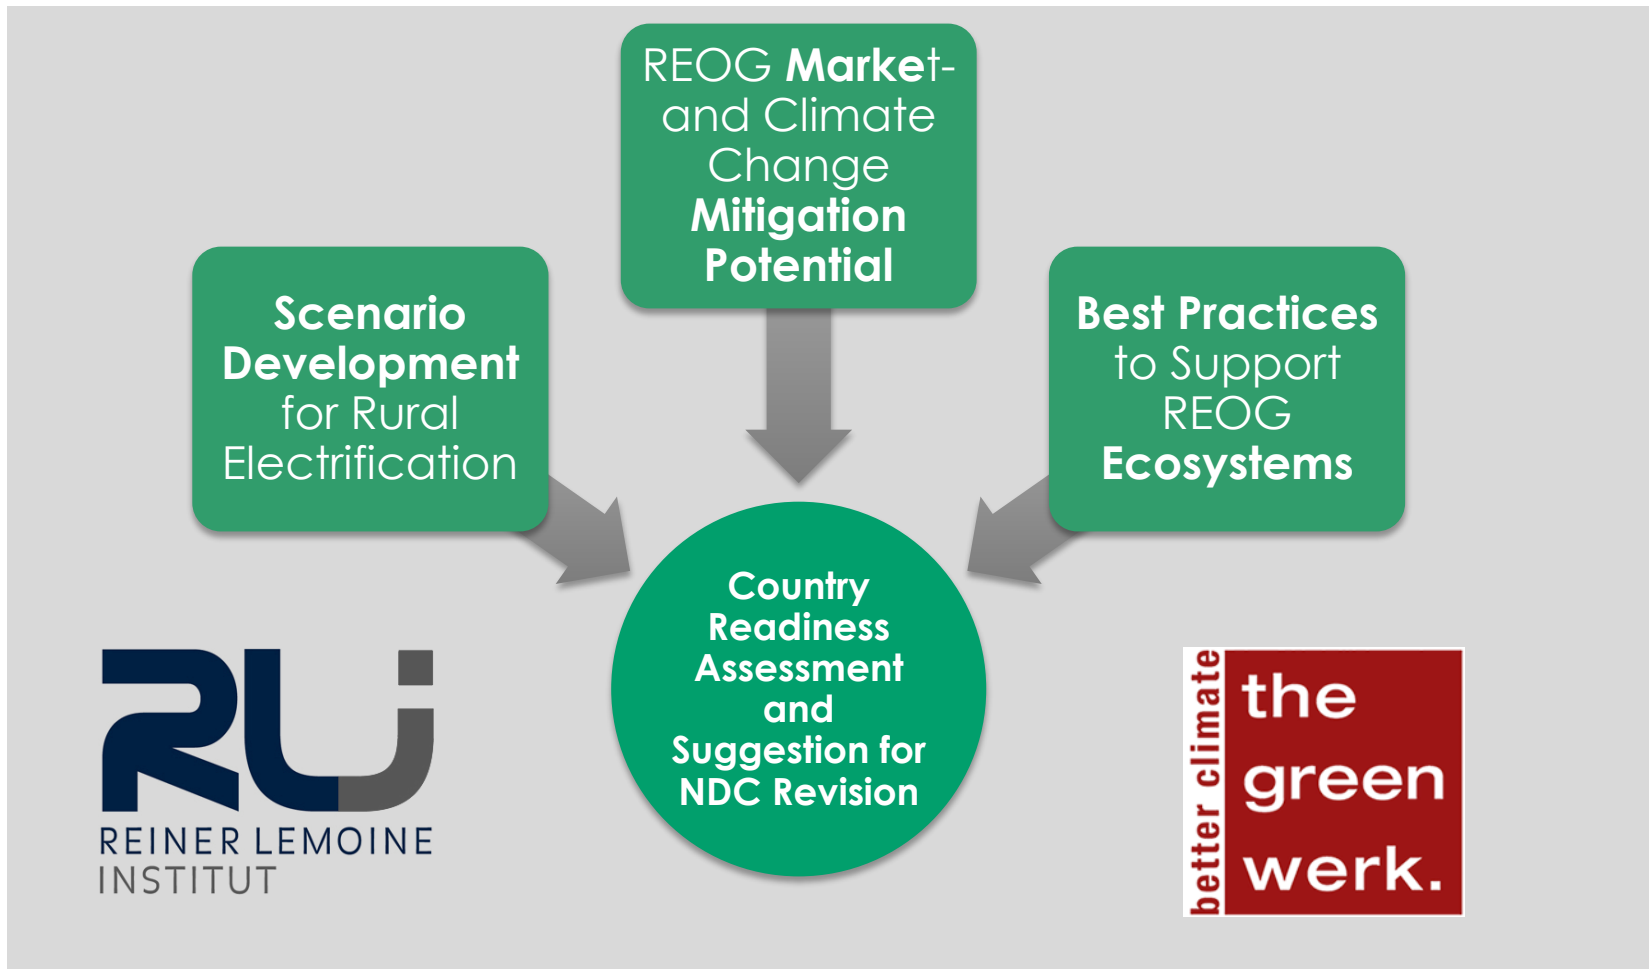 REOG Market-
and Climate
Change
Mitigation
Potential
Scenario
Development
for Rural
Electrification
Best Practices
to Support
REOG
Ecosystems
Country
Readiness
Assessment
and
Suggestion for
NDC Revision
RLI
REINER LEMOINE
INSTITUT
better climate
the
green
werk.